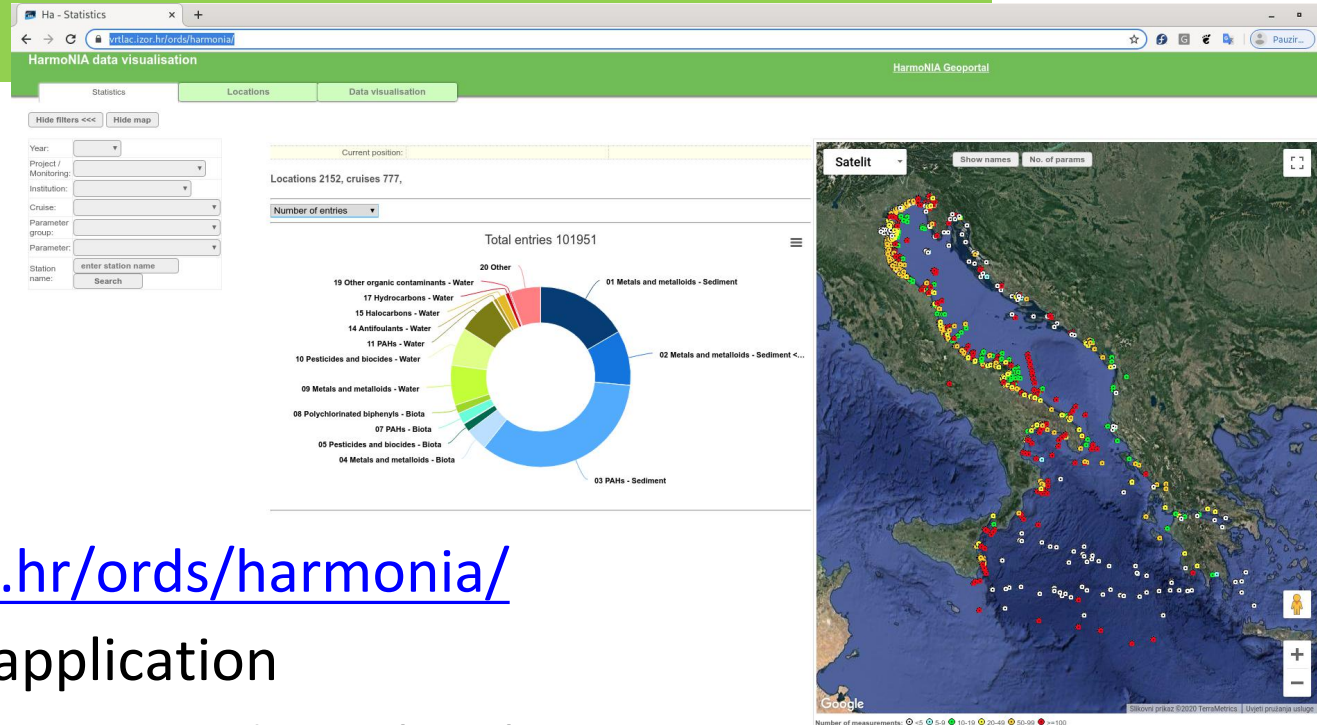 Ha - Statistics
vrtlac.izor.hr/ords/harmonia/
Pauzir...
HarmoNIA data visualisation
HarmoNIA Geoportal
Statistics
Locations
Data visualisation
Hide filters <<<
Hide map
Year:
Project / Monitoring:
Institution:
Cruise:
Parameter group:
Parameter:
Station name:
enter station name
Search
Current position:
Locations 2152, cruises 777,
Number of entries
Total entries 101951
20 Other
19 Other organic contaminants - Water
17 Hydrocarbons - Water
15 Halocarbons - Water
14 Antifoulants - Water
11 PAHs - Water
10 Pesticides and biocides - Water
09 Metals and metalloids - Water
08 Polychlorinated biphenyls - Biota
07 PAHs - Biota
05 Pesticides and biocides - Biota
04 Metals and metalloids - Biota
01 Metals and metalloids - Sediment
02 Metals and metalloids - Sediment <...
03 PAHs - Sediment
Satelit
Show names
No. of params
Google
Slikovni prikaz ©2020 TerraMetrics
Uvjeti pružanja usluge
Number of measurements: <5 5-9 10-19 20-49 50-99 >=100
.hr/ords/harmonia/
application